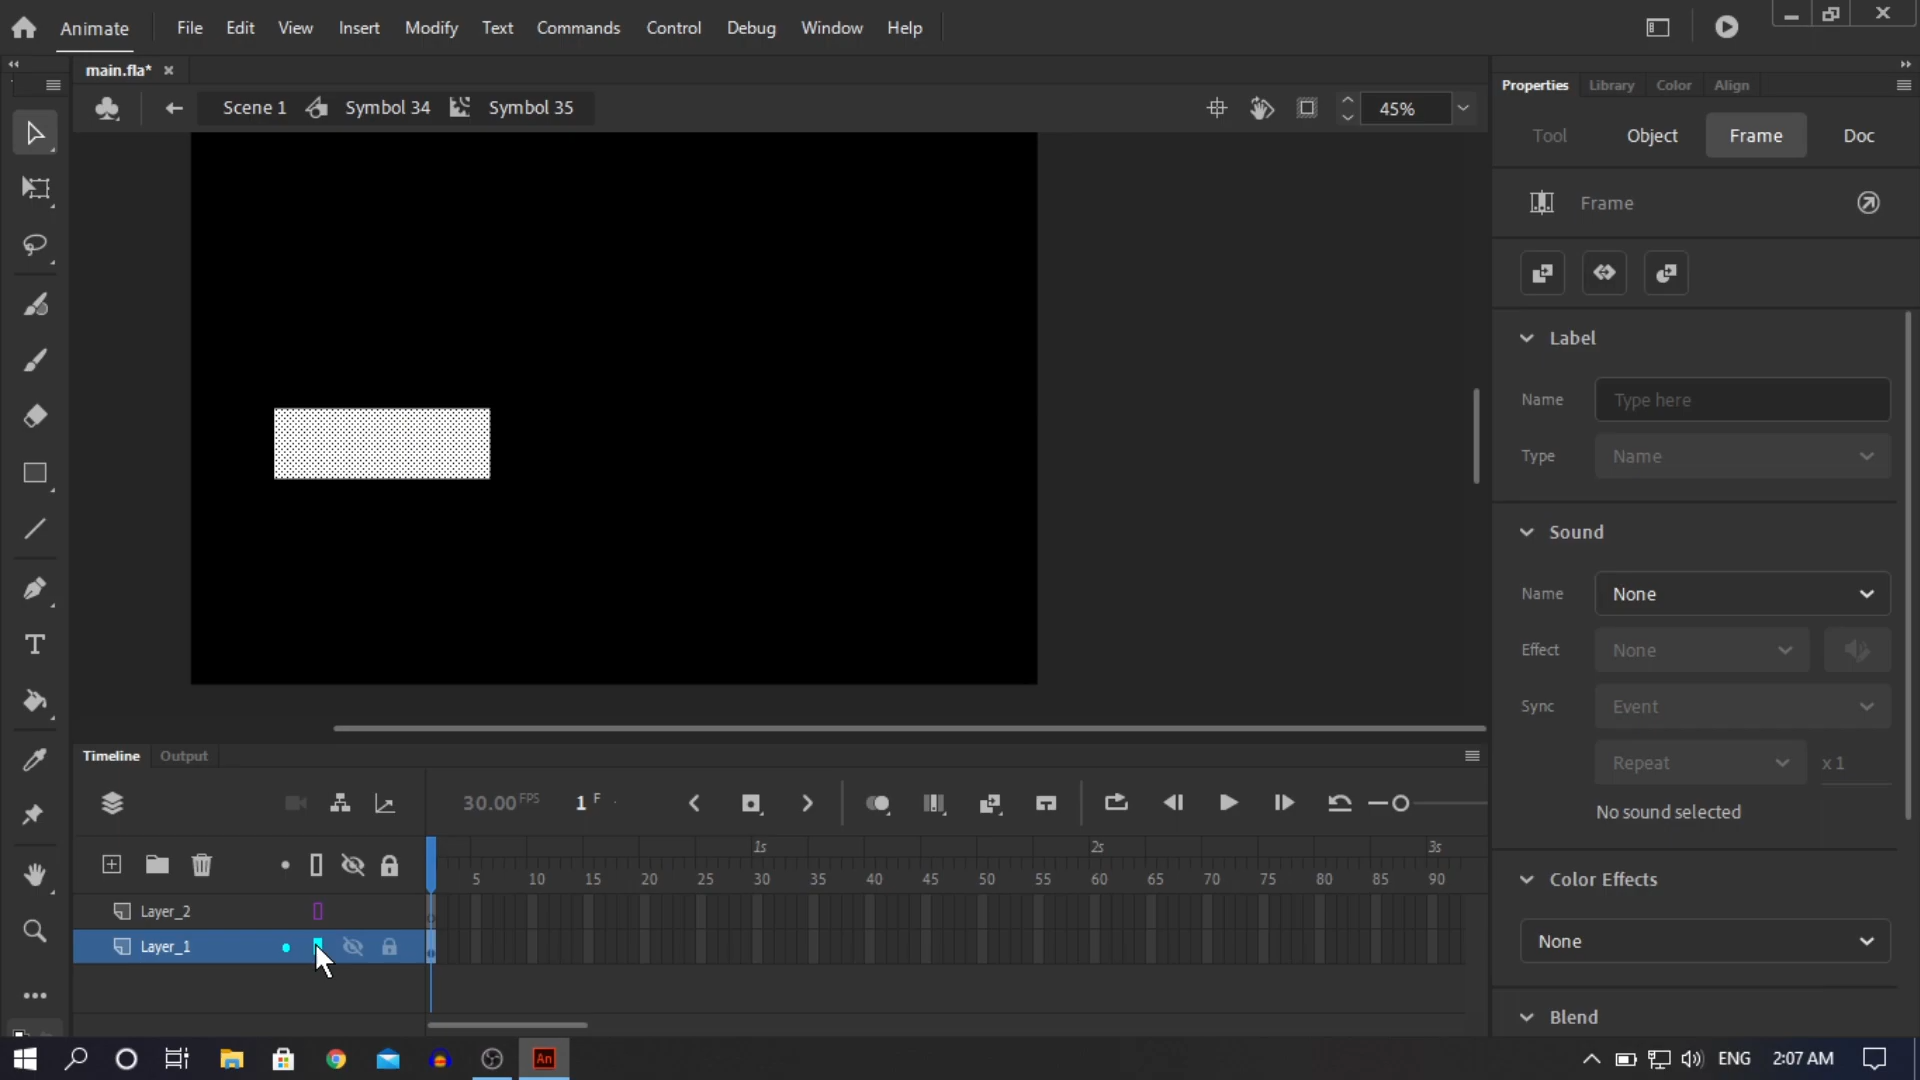 Animate File Edit View Insert Modify Text Commands Control Debug Window Help
main.fla*
Scene 1 Symbol 34 Symbol 35 45%
Properties Library Color Align
Tool Object Frame Doc
Frame
Label
Name Type here
Type Name
Sound
Name None
Effect None
Sync Event
Repeat x 1
No sound selected
Color Effects
None
Blend
Timeline Output
30.00 FPS 1 F
1s 2s 3s
5 10 15 20 25 30 35 40 45 50 55 60 65 70 75 80 85 90
Layer_2
Layer_1
An ENG 2:07 AM